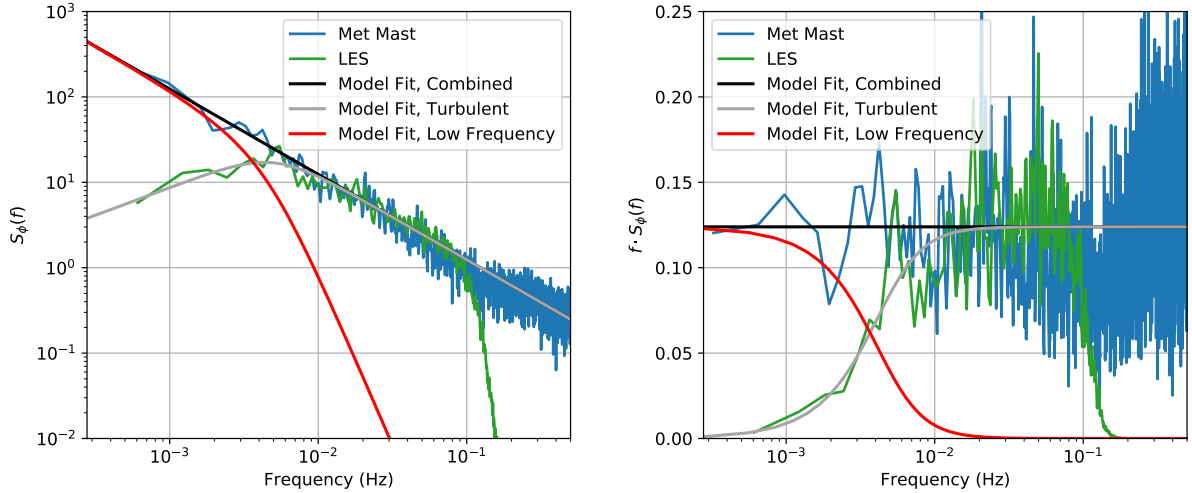 10³
10²
10¹
10⁰
10⁻¹
10⁻²
S_ϕ(f)
Met Mast
LES
Model Fit, Combined
Model Fit, Turbulent
Model Fit, Low Frequency
10⁻³
10⁻²
10⁻¹
Frequency (Hz)
0.25
0.20
0.15
0.10
0.05
0.00
f · S_ϕ(f)
Met Mast
LES
Model Fit, Combined
Model Fit, Turbulent
Model Fit, Low Frequency
10⁻³
10⁻²
10⁻¹
Frequency (Hz)